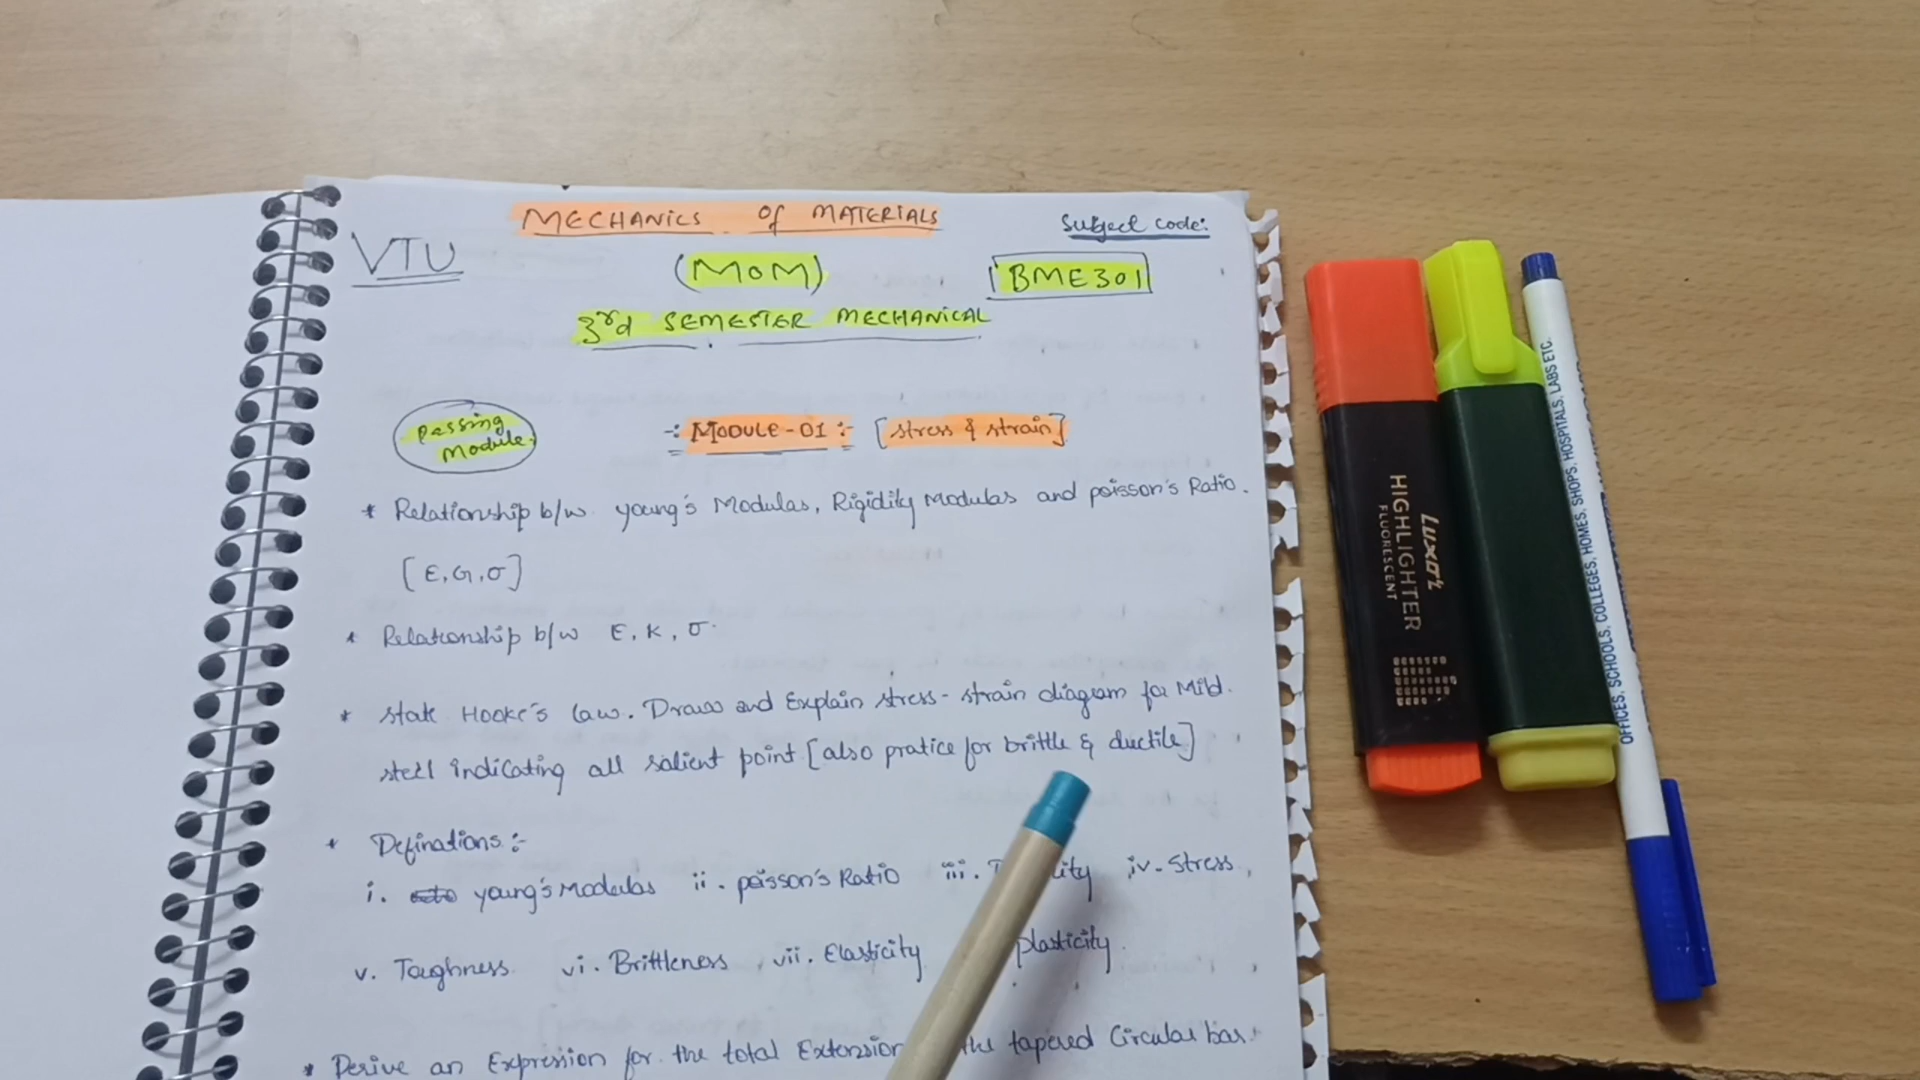 MECHANICS of MATERIALS
Subject Code:
VTU
(MOM)
BME301
3rd SEMESTER MECHANICAL
Passing
Module
-: MODULE-01 :- [stress & strain]
* Relationship b/w young's Modulas, Rigidity Modulas and poisson's Ratio.
[E,G,σ]
* Relationship b/w E, K, σ.
* State Hooke's law. Draw and Explain stress-strain diagram for Mild
steel indicating all salient point [also pratice for brittle & ductile]
* Definations:-
i. young's Modulas ii. poisson's Ratio iii. iv. Stress,
v. Toughness vi. Brittleness vii. Elasticity plasticity.
* Derive an Expression for the total Extension the tapered Circular bar.
Luxor
HIGHLIGHTER
FLUORESCENT
OFFICES, SCHOOLS, COLLEGES, HOMES, SHOPS, HOSPITALS, LABS ETC.